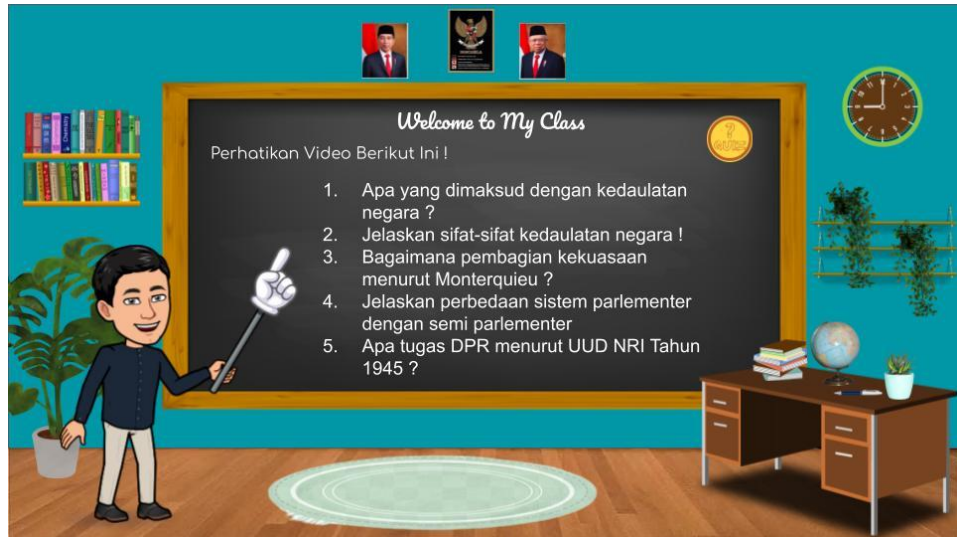 Welcome to My Class
Perhatikan Video Berikut Ini !
1. Apa yang dimaksud dengan kedaulatan
negara ?
2. Jelaskan sifat-sifat kedaulatan negara !
3. Bagaimana pembagian kekuasaan
menurut Monterquieu ?
4. Jelaskan perbedaan sistem parlementer
dengan semi parlementer
5. Apa tugas DPR menurut UUD NRI Tahun
1945 ?
?
Chemistry